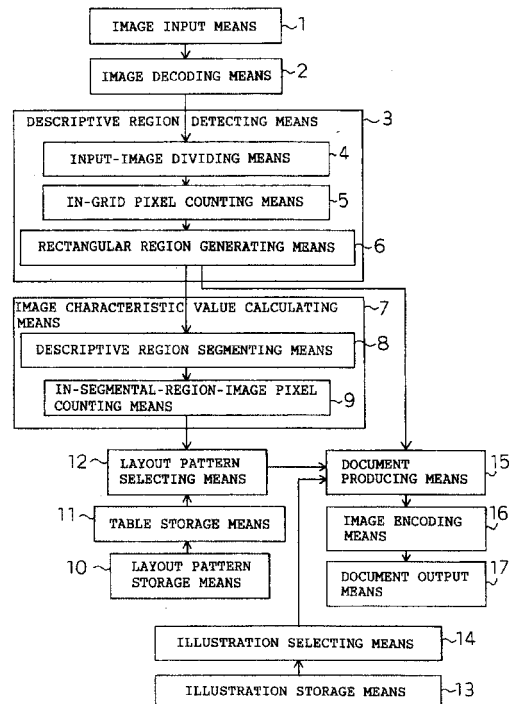 IMAGE INPUT MEANS 1
IMAGE DECODING MEANS 2
DESCRIPTIVE REGION DETECTING MEANS 3
INPUT-IMAGE DIVIDING MEANS 4
IN-GRID PIXEL COUNTING MEANS 5
RECTANGULAR REGION GENERATING MEANS 6
IMAGE CHARACTERISTIC VALUE CALCULATING 7
MEANS
DESCRIPTIVE REGION SEGMENTING MEANS 8
IN-SEGMENTAL-REGION-IMAGE PIXEL 9
COUNTING MEANS
12 LAYOUT PATTERN
SELECTING MEANS
11 TABLE STORAGE MEANS
10 LAYOUT PATTERN
STORAGE MEANS
DOCUMENT 15
PRODUCING MEANS
IMAGE ENCODING 16
MEANS
DOCUMENT OUTPUT 17
MEANS
ILLUSTRATION SELECTING MEANS 14
ILLUSTRATION STORAGE MEANS 13